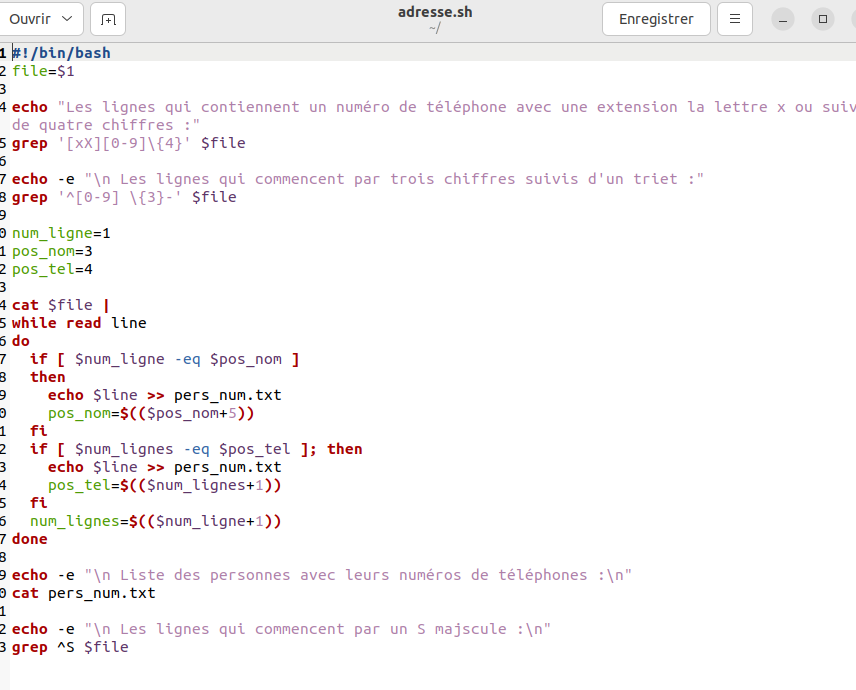 Ouvrir
adresse.sh
~/
Enregistrer
1 #!/bin/bash
2 file=$1
3
4 echo "Les lignes qui contiennent un numéro de téléphone avec une extension la lettre x ou suiv
de quatre chiffres :"
5 grep '[xX][0-9]\{4}' $file
6
7 echo -e "\n Les lignes qui commencent par trois chiffres suivis d'un triet :"
8 grep '^[0-9] \{3}-' $file
9
0 num_ligne=1
1 pos_nom=3
2 pos_tel=4
3
4 cat $file |
5 while read line
6 do
7 if [ $num_ligne -eq $pos_nom ]
8 then
9 echo $line >> pers_num.txt
0 pos_nom=$(($pos_nom+5))
1 fi
2 if [ $num_lignes -eq $pos_tel ]; then
3 echo $line >> pers_num.txt
4 pos_tel=$(($num_lignes+1))
5 fi
6 num_lignes=$(($num_ligne+1))
7 done
8
9 echo -e "\n Liste des personnes avec leurs numéros de téléphones :\n"
0 cat pers_num.txt
1
2 echo -e "\n Les lignes qui commencent par un S majscule :\n"
3 grep ^S $file